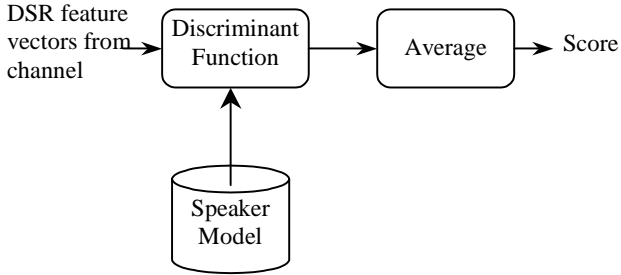 DSR feature
vectors from
channel
Discriminant
Function
Average
Score
Speaker
Model